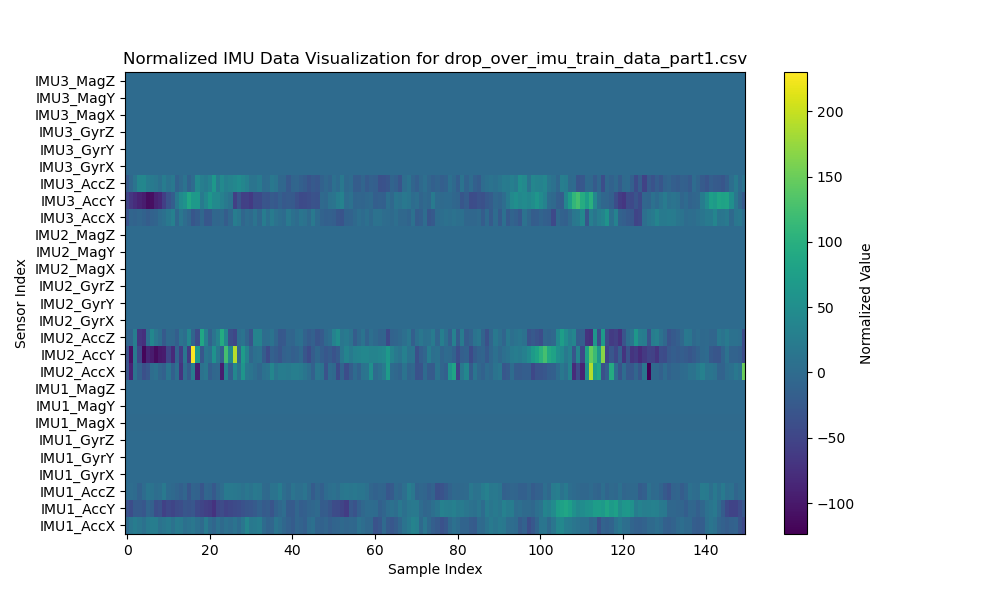 Normalized IMU Data Visualization for drop_over_imu_train_data_part1.csv
IMU3_MagZ
IMU3_MagY
IMU3_MagX
IMU3_GyrZ
IMU3_GyrY
IMU3_GyrX
IMU3_AccZ
IMU3_AccY
IMU3_AccX
IMU2_MagZ
IMU2_MagY
IMU2_MagX
IMU2_GyrZ
IMU2_GyrY
IMU2_GyrX
IMU2_AccZ
IMU2_AccY
IMU2_AccX
IMU1_MagZ
IMU1_MagY
IMU1_MagX
IMU1_GyrZ
IMU1_GyrY
IMU1_GyrX
IMU1_AccZ
IMU1_AccY
IMU1_AccX
Sensor Index
0 20 40 60 80 100 120 140
Sample Index
200
150
100
50
0
−50
−100
Normalized Value